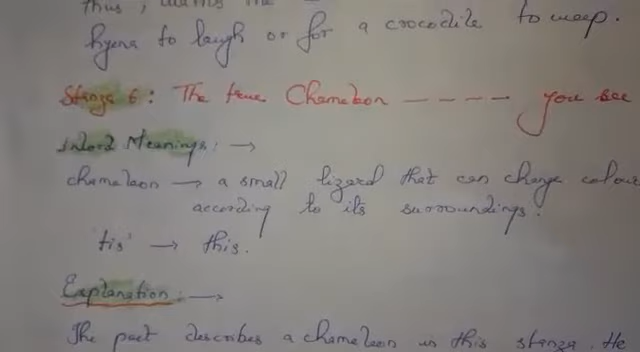 thus,
hyena to laugh or for a crocodile to weep.
Stanza 6: The true Chameleon ---- you see
Word Meanings: →
chameleon → a small lizard that can change colour
according to its surroundings.
'tis' → this.
Explanation: →
The poet describes a chameleon in this stanza. He